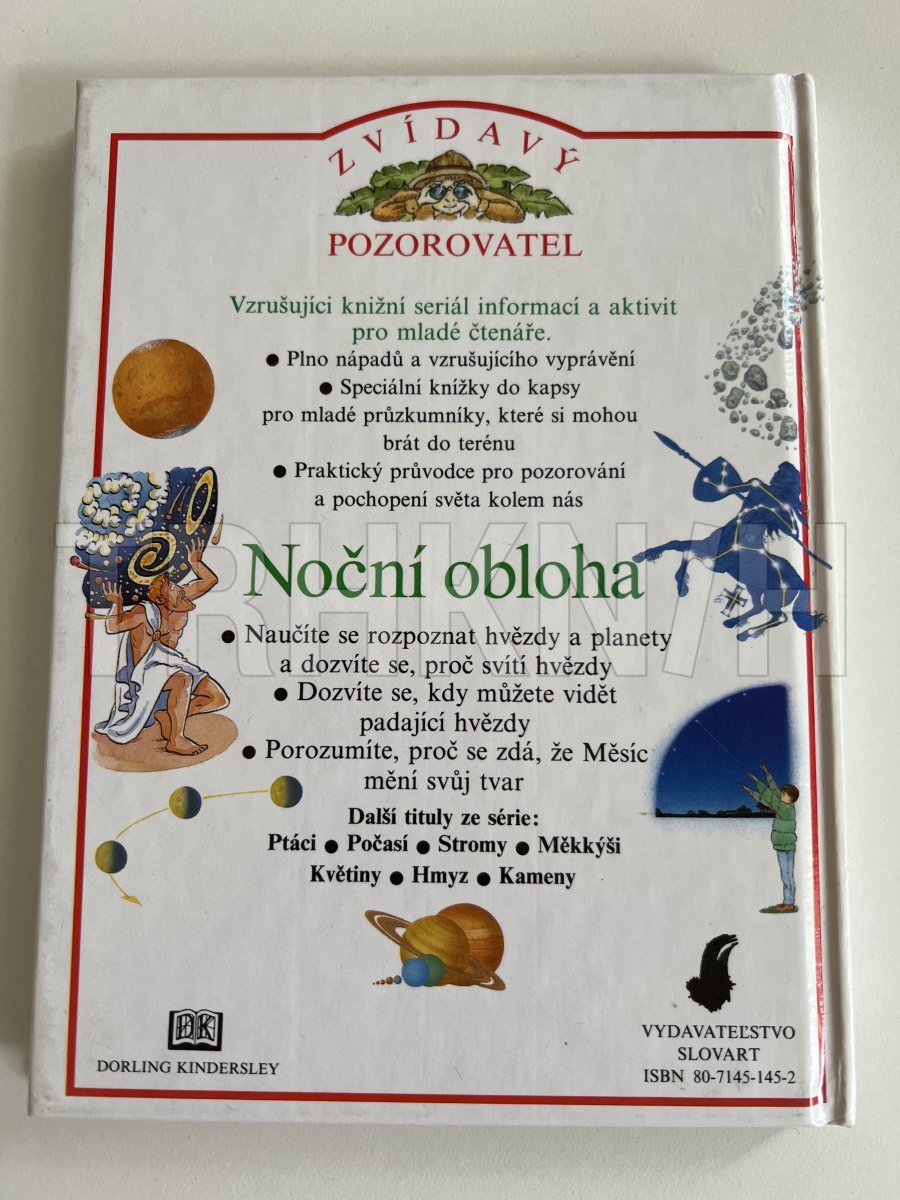 ZVÍDAVÝ
POZOROVATEL
Vzrušujíci knižní seriál informací a aktivit
pro mladé čtenáře.
● Plno nápadů a vzrušujícího vyprávění
● Speciální knížky do kapsy
pro mladé průzkumníky, které si mohou
brát do terénu
● Praktický průvodce pro pozorování
a pochopení světa kolem nás
TRHKNIH
Noční obloha
● Naučíte se rozpoznat hvězdy a planety
a dozvíte se, proč svítí hvězdy
● Dozvíte se, kdy můžete vidět
padající hvězdy
● Porozumíte, proč se zdá, že Měsíc
mění svůj tvar
Další tituly ze série:
Ptáci ● Počasí ● Stromy ● Měkkýši
Květiny ● Hmyz ● Kameny
DK
DORLING KINDERSLEY
VYDAVATEĽSTVO
SLOVART
ISBN 80-7145-145-2